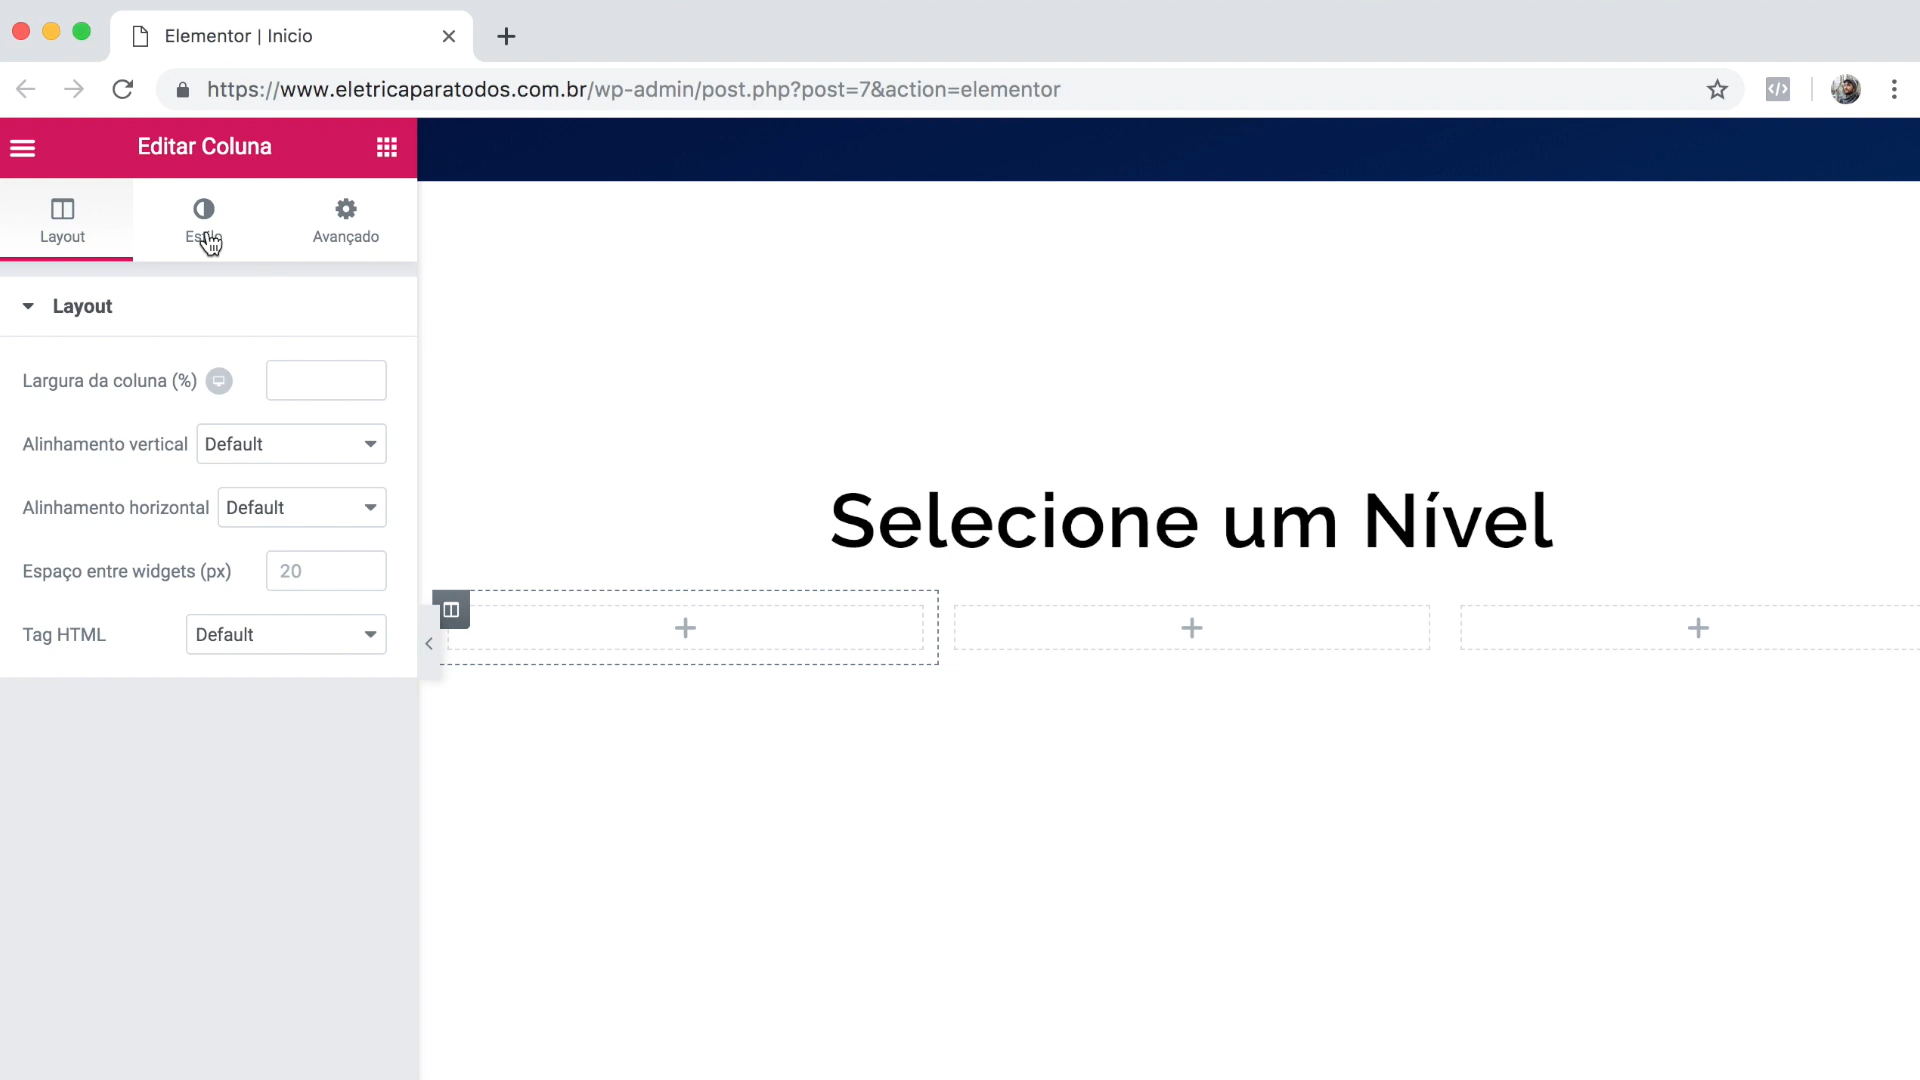 Elementor | Inicio
https://www.eletricaparatodos.com.br/wp-admin/post.php?post=7&action=elementor
Editar Coluna
Layout
Estilo
Avançado
Layout
Largura da coluna (%)
Alinhamento vertical Default
Alinhamento horizontal Default
Espaço entre widgets (px) 20
Tag HTML Default
Selecione um Nível